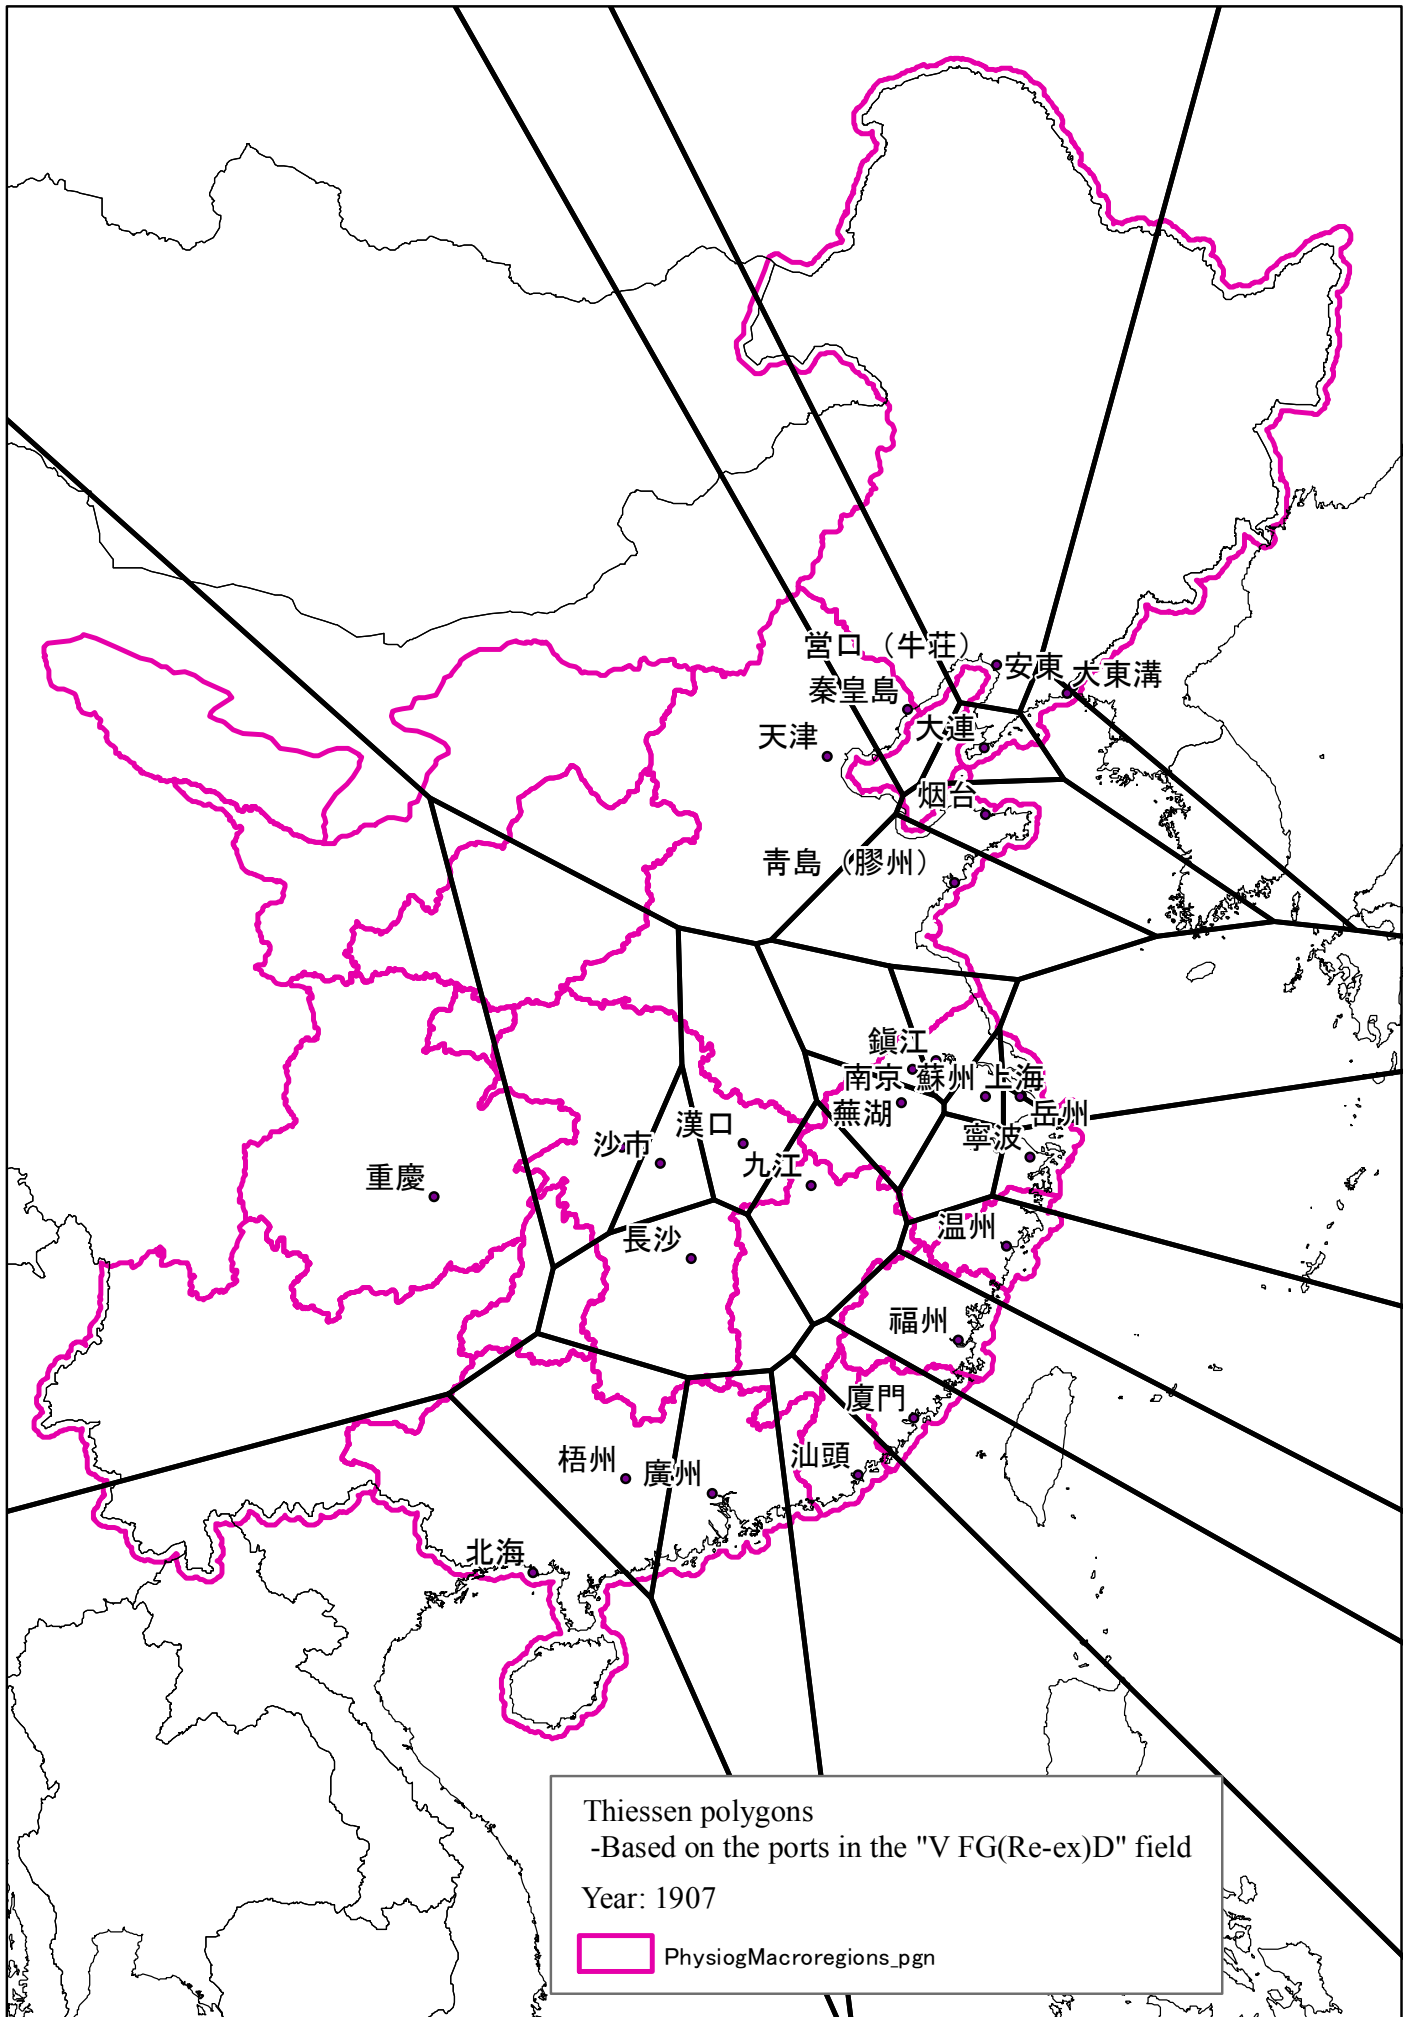 営口（牛荘）
安東
大東溝
秦皇島
大連
天津
烟台
青島（膠州）
鎮江
南京
蘇州
上海
蕪湖
岳州
漢口
寧波
沙市
九江
重慶
温州
長沙
福州
廈門
汕頭
梧州
廣州
北海
Thiessen polygons
-Based on the ports in the "V FG(Re-ex)D" field
Year: 1907
PhysiogMacroregions_pgn